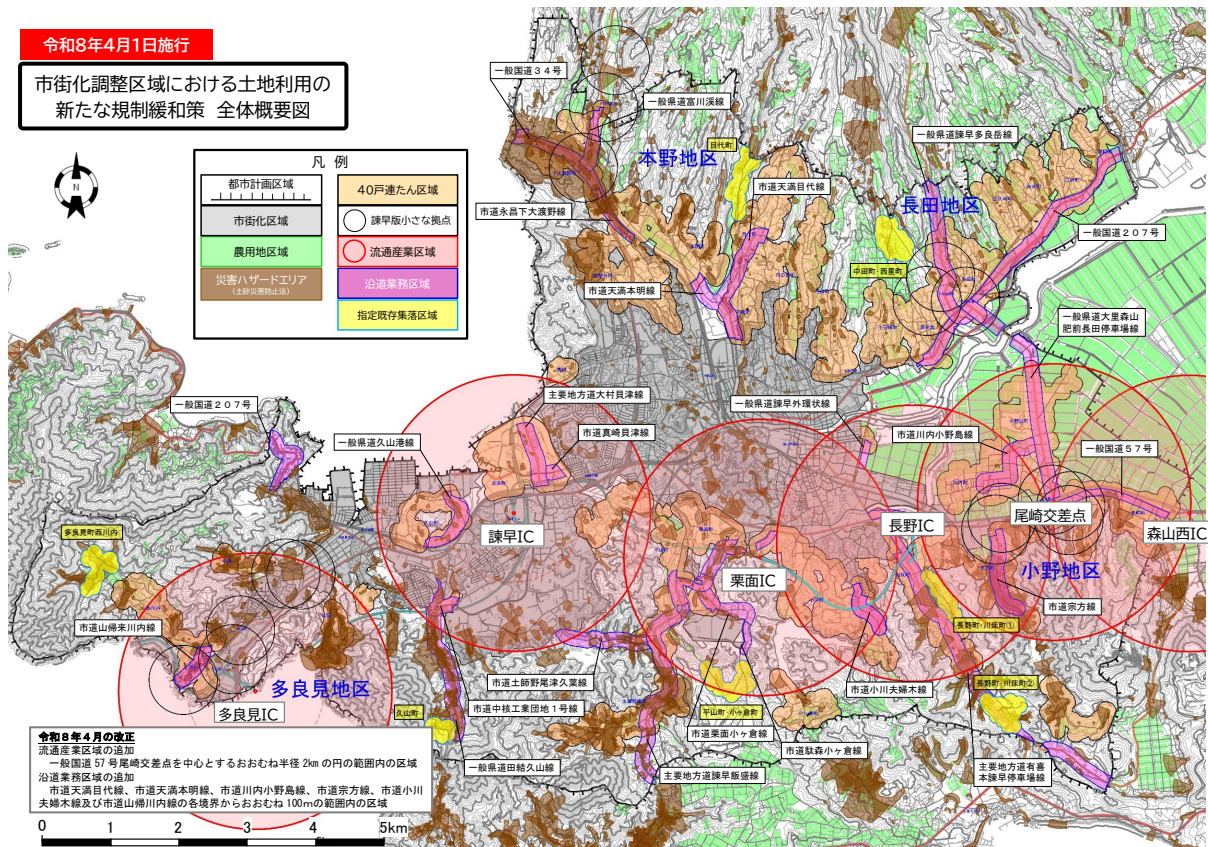 令和8年4月1日施行
市街化調整区域における土地利用の
新たな規制緩和策 全体概要図
N
凡 例
都市計画区域
市街化区域
農用地区域
災害ハザードエリア
(土砂災害防止法)
40戸連たん区域
諫早版小さな拠点
流通産業区域
沿道業務区域
指定既存集落区域
一般国道34号
一般県道富川渓線
本野地区
目代町
市道天満目代線
市道永昌下大渡野線
市道天満本明線
一般県道諫早多良岳線
長田地区
一般国道207号
中田町・西里町
一般県道大里森山
肥前長田停車場線
一般国道207号
主要地方道大村貝津線
一般県道久山港線
市道真崎貝津線
一般県道諫早外環状線
市道川内小野島線
一般国道57号
諫早IC
栗面IC
長野IC
尾崎交差点
森山西IC
小野地区
多良見町西川内
市道山帰来川内線
多良見地区
多良見IC
久山町
市道土師野尾津久葉線
市道中核工業団地1号線
一般県道田結久山線
平山町・小ヶ倉町
市道栗面小ヶ倉線
市道駄森小ヶ倉線
主要地方道諫早飯盛線
市道小川夫婦木線
長野町・川床町①
長野町・川床町②
市道宗方線
主要地方道有喜
本諫早停車場線
令和8年4月の改正
流通産業区域の追加
一般国道57号尾崎交差点を中心とするおおむね半径2kmの円の範囲内の区域
沿道業務区域の追加
市道天満目代線、市道天満本明線、市道川内小野島線、市道宗方線、市道小川
夫婦木線及び市道山帰川内線の各境界からおおむね100mの範囲内の区域
0 1 2 3 4 5km